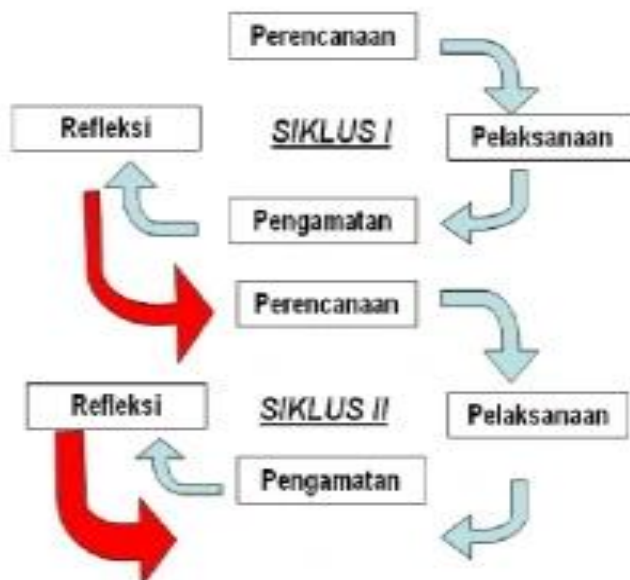 Perencanaan
Refleksi
SIKLUS I
Pelaksanaan
Pengamatan
Perencanaan
Refleksi
SIKLUS II
Pelaksanaan
Pengamatan